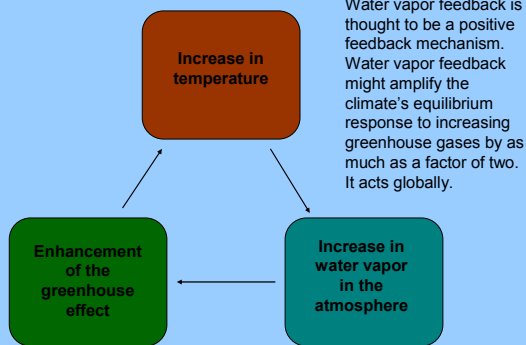 Water vapor feedback is
thought to be a positive
feedback mechanism.
Water vapor feedback
might amplify the
climate's equilibrium
response to increasing
greenhouse gases by as
much as a factor of two.
It acts globally.
Increase in
temperature
Enhancement
of the
greenhouse
effect
Increase in
water vapor
in the
atmosphere